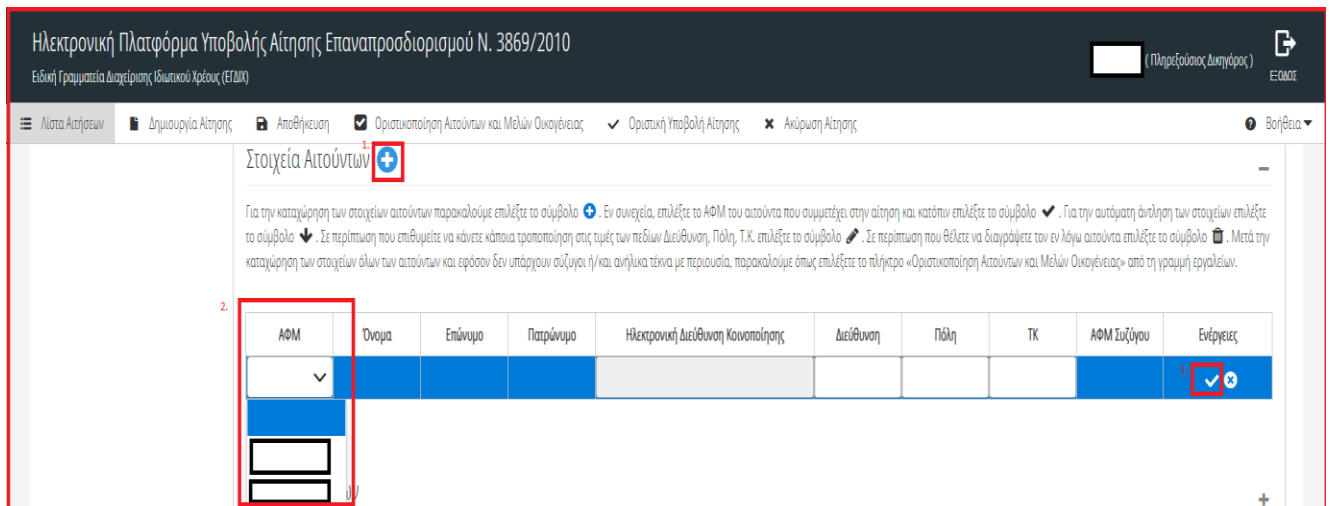 Ηλεκτρονική Πλατφόρμα Υποβολής Αίτησης Επαναπροσδιορισμού Ν. 3869/2010
Ειδική Γραμματεία Διαχείρισης Ιδιωτικού Χρέους (ΕΓΔΙΧ)
( Πληρεξούσιος Δικηγόρος )
ΕΞΟΔΟΣ
Λίστα Αιτήσεων Δημιουργία Αίτησης Αποθήκευση Οριστικοποίηση Αιτούντων και Μελών Οικογένειας Οριστική Υποβολή Αίτησης Ακύρωση Αίτησης Βοήθεια
1.
Στοιχεία Αιτούντων
Για την καταχώρηση των στοιχείων αιτούντων παρακαλούμε επιλέξτε το σύμβολο . Εν συνεχεία, επιλέξτε το ΑΦΜ του αιτούντα που συμμετέχει στην αίτηση και κατόπιν επιλέξτε το σύμβολο . Για την αυτόματη άντληση των στοιχείων επιλέξτε
το σύμβολο . Σε περίπτωση που επιθυμείτε να κάνετε κάποια τροποποίηση στις τιμές των πεδίων Διεύθυνση, Πόλη, Τ.Κ. επιλέξτε το σύμβολο . Σε περίπτωση που θέλετε να διαγράψετε τον εν λόγω αιτούντα επιλέξτε το σύμβολο . Μετά την
καταχώρηση των στοιχείων όλων των αιτούντων και εφόσον δεν υπάρχουν σύζυγοι ή/και ανήλικα τέκνα με περιουσία, παρακαλούμε όπως επιλέξετε το πλήκτρο «Οριστικοποίηση Αιτούντων και Μελών Οικογένειας» από τη γραμμή εργαλείων.
2.
ΑΦΜ Όνομα Επώνυμο Πατρώνυμο Ηλεκτρονική Διεύθυνση Κοινοποίησης Διεύθυνση Πόλη ΤΚ ΑΦΜ Συζύγου Ενέργειες